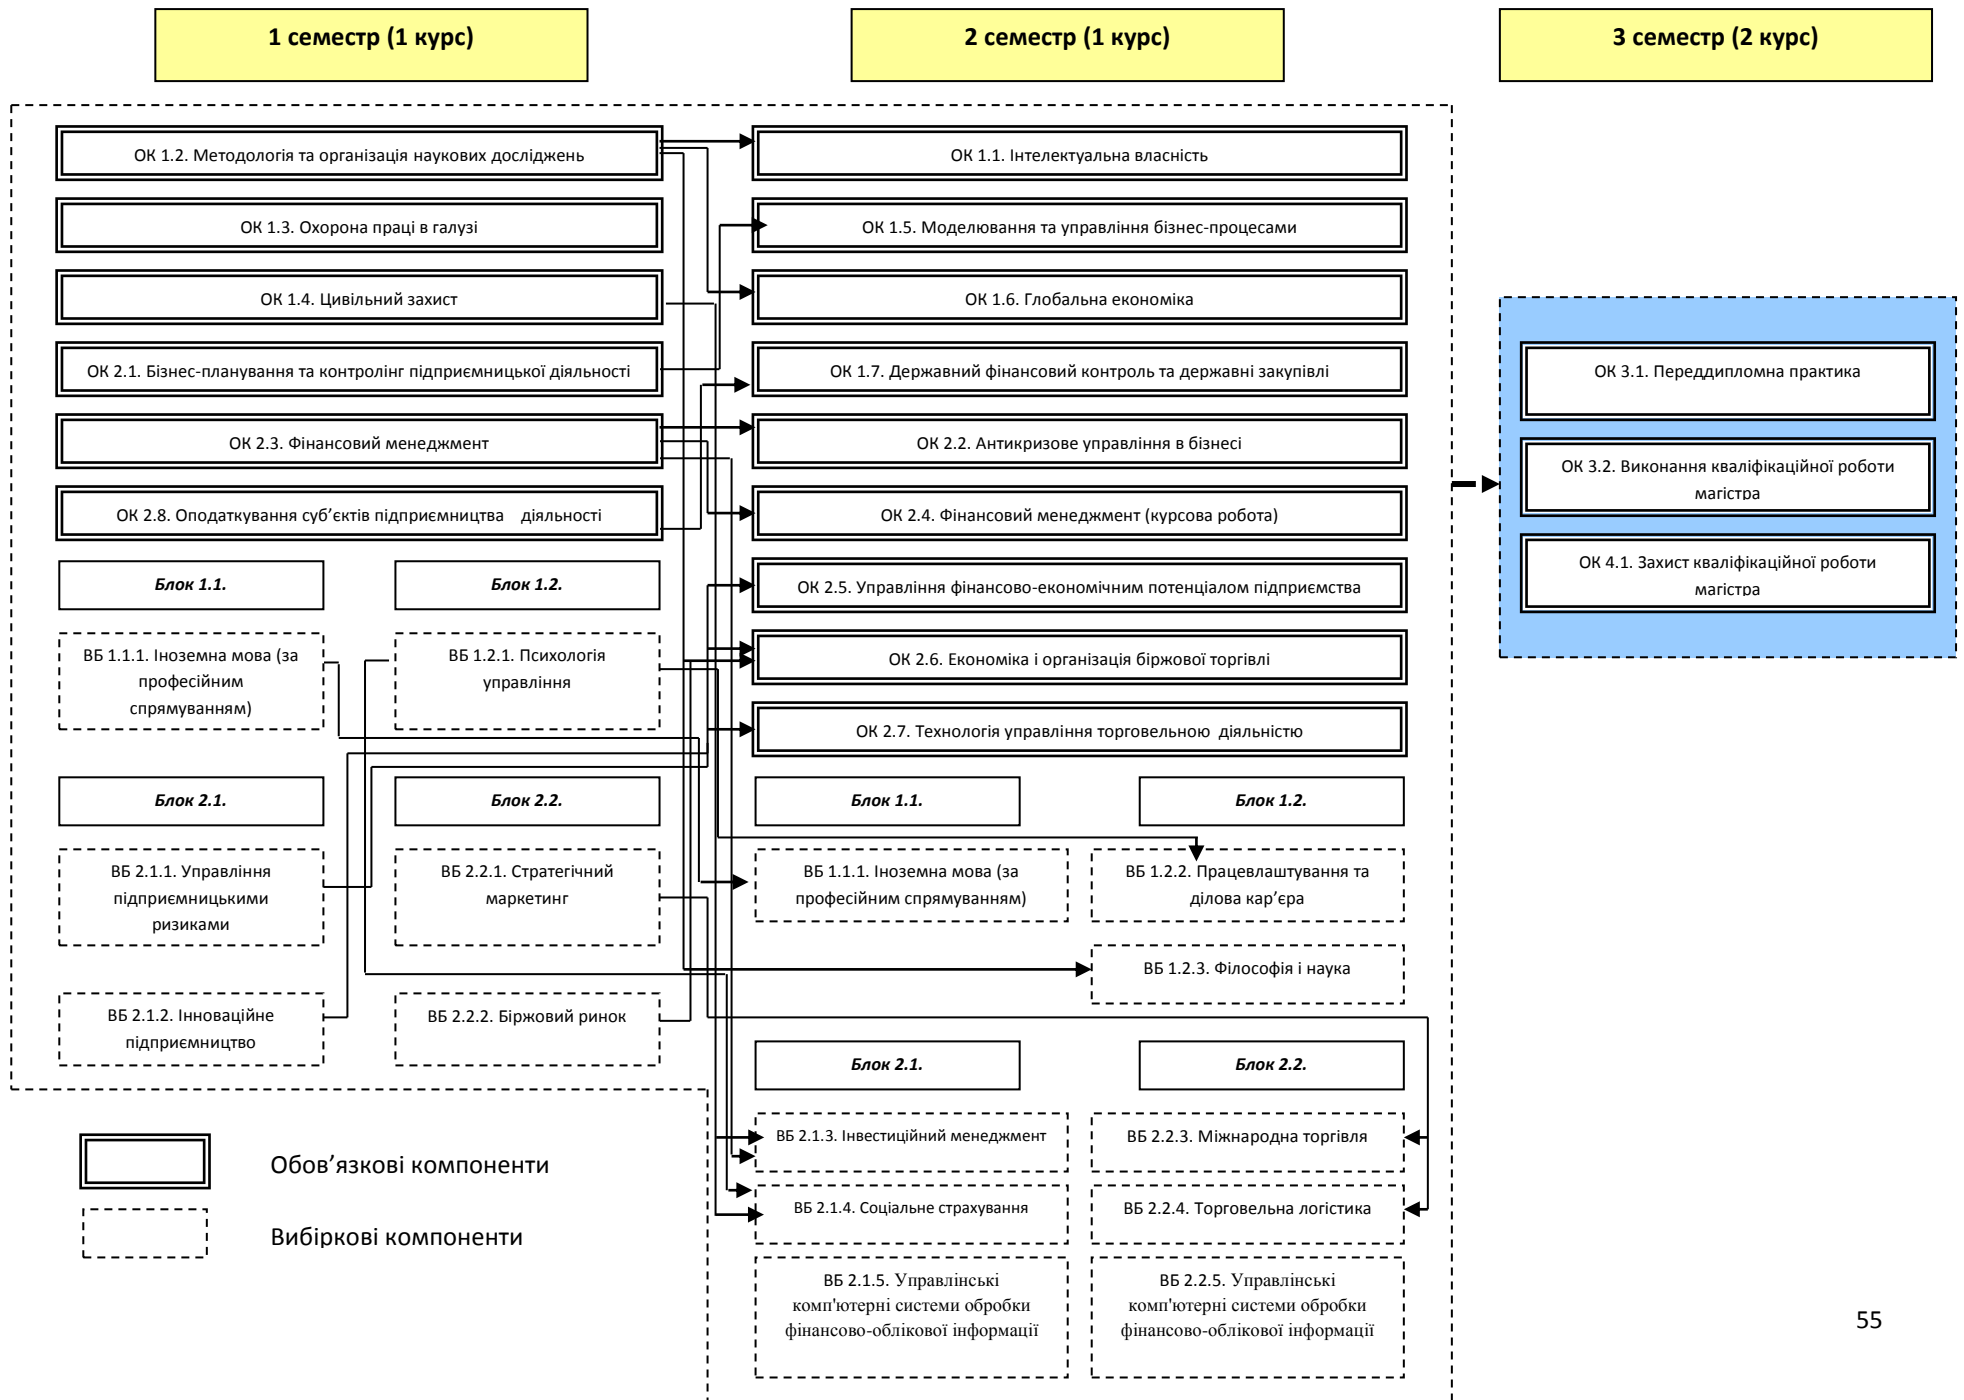 1 семестр (1 курс)
2 семестр (1 курс)
3 семестр (2 курс)
ОК 1.2. Методологія та організація наукових досліджень
ОК 1.1. Інтелектуальна власність
ОК 1.3. Охорона праці в галузі
ОК 1.5. Моделювання та управління бізнес-процесами
ОК 1.4. Цивільний захист
ОК 1.6. Глобальна економіка
ОК 2.1. Бізнес-планування та контролінг підприємницької діяльності
ОК 1.7. Державний фінансовий контроль та державні закупівлі
ОК 3.1. Переддипломна практика
ОК 2.3. Фінансовий менеджмент
ОК 2.2. Антикризове управління в бізнесі
ОК 3.2. Виконання кваліфікаційної роботи
магістра
ОК 2.8. Оподаткування суб’єктів підприємництва діяльності
ОК 2.4. Фінансовий менеджмент (курсова робота)
ОК 4.1. Захист кваліфікаційної роботи
магістра
Блок 1.1.
Блок 1.2.
ОК 2.5. Управління фінансово-економічним потенціалом підприємства
ВБ 1.1.1. Іноземна мова (за
професійним
спрямуванням)
ВБ 1.2.1. Психологія
управління
ОК 2.6. Економіка і організація біржової торгівлі
ОК 2.7. Технологія управління торговельною діяльністю
Блок 2.1.
Блок 2.2.
Блок 1.1.
Блок 1.2.
ВБ 2.1.1. Управління
підприємницькими
ризиками
ВБ 2.2.1. Стратегічний
маркетинг
ВБ 1.1.1. Іноземна мова (за
професійним спрямуванням)
ВБ 1.2.2. Працевлаштування та
ділова кар’єра
ВБ 1.2.3. Філософія і наука
ВБ 2.1.2. Інноваційне
підприємництво
ВБ 2.2.2. Біржовий ринок
Блок 2.1.
Блок 2.2.
ВБ 2.1.3. Інвестиційний менеджмент
ВБ 2.2.3. Міжнародна торгівля
Обов’язкові компоненти
ВБ 2.1.4. Соціальне страхування
ВБ 2.2.4. Торговельна логістика
Вибіркові компоненти
ВБ 2.1.5. Управлінські
комп'ютерні системи обробки
фінансово-облікової інформації
ВБ 2.2.5. Управлінські
комп'ютерні системи обробки
фінансово-облікової інформації
55